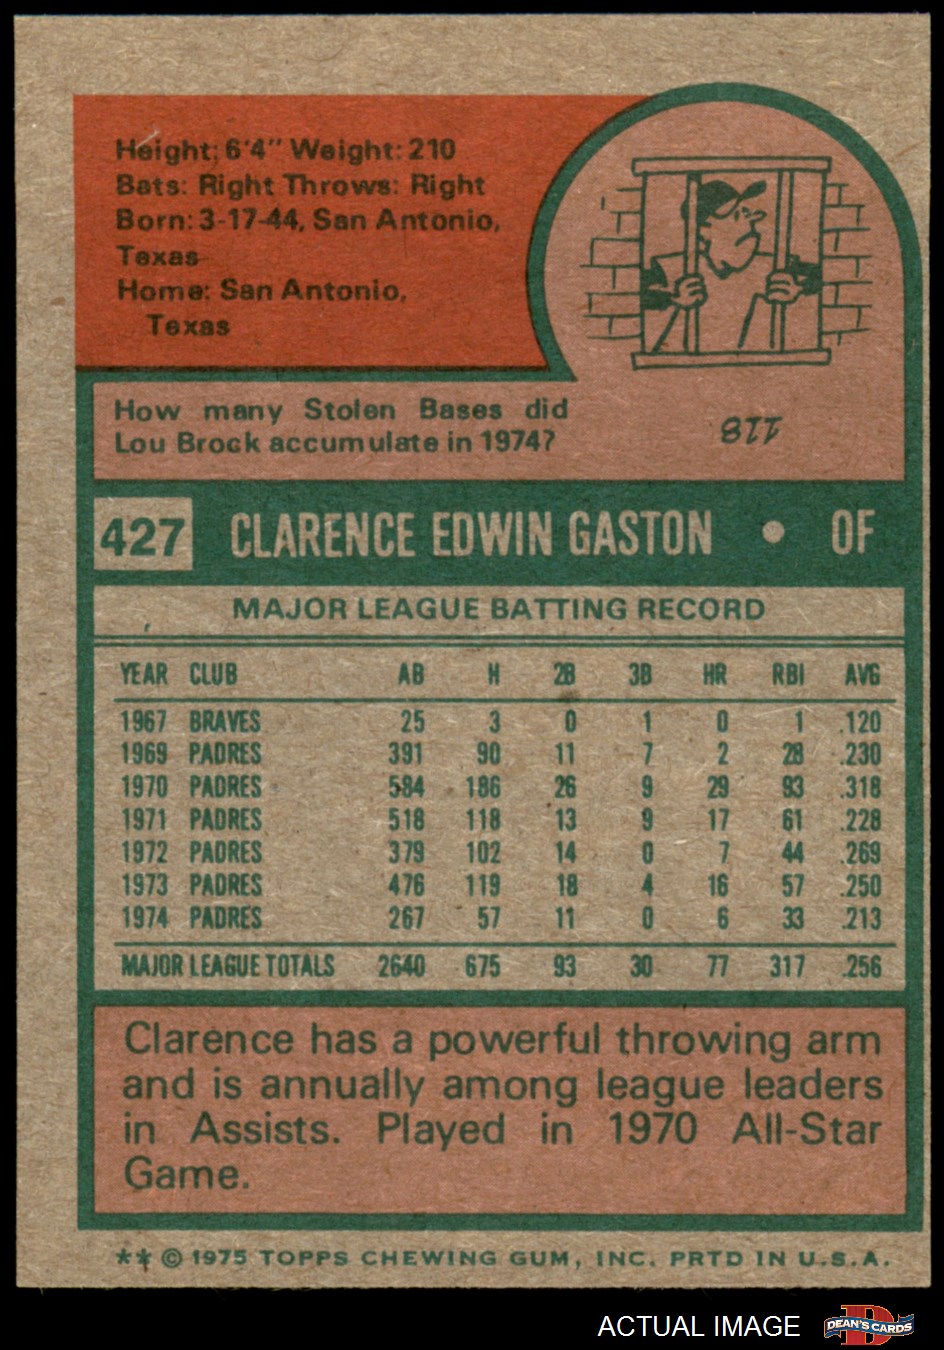 Height: 6'4" Weight: 210
Bats: Right Throws: Right
Born: 3-17-44, San Antonio,
Texas
Home: San Antonio,
Texas
How many Stolen Bases did
Lou Brock accumulate in 1974?
118
427 CLARENCE EDWIN GASTON • OF
MAJOR LEAGUE BATTING RECORD
YEAR CLUB AB H 2B 3B HR RBI AVG
1967 BRAVES 25 3 0 1 0 1 .120
1969 PADRES 391 90 11 7 2 28 .230
1970 PADRES 584 186 26 9 29 93 .318
1971 PADRES 518 118 13 9 17 61 .228
1972 PADRES 379 102 14 0 7 44 .269
1973 PADRES 476 119 18 4 16 57 .250
1974 PADRES 267 57 11 0 6 33 .213
MAJOR LEAGUE TOTALS 2640 675 93 30 77 317 .256
Clarence has a powerful throwing arm
and is annually among league leaders
in Assists. Played in 1970 All-Star
Game.
** © 1975 TOPPS CHEWING GUM, INC. PRTD IN U.S.A.
ACTUAL IMAGE D DEAN'S CARDS